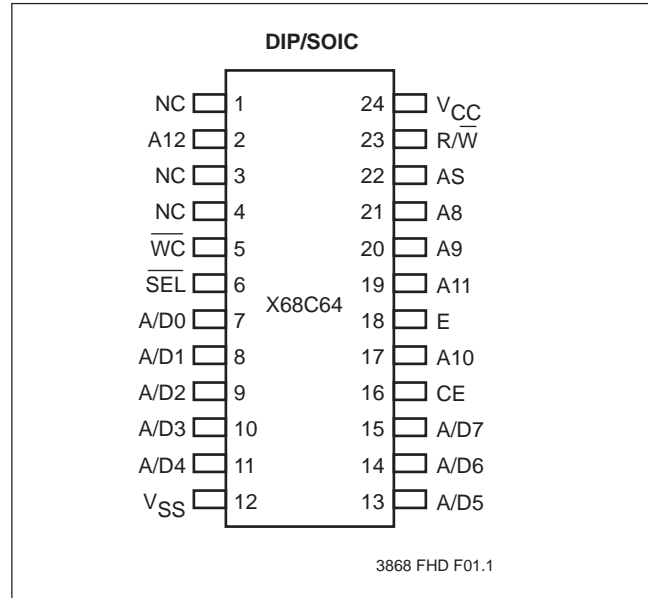 DIP/SOIC
NC 1 24 VCC
A12 2 23 R/W̅
NC 3 22 AS
NC 4 21 A8
W̅C̅ 5 20 A9
S̅E̅L̅ 6 19 A11
X68C64
A/D0 7 18 E
A/D1 8 17 A10
A/D2 9 16 CE
A/D3 10 15 A/D7
A/D4 11 14 A/D6
VSS 12 13 A/D5
3868 FHD F01.1